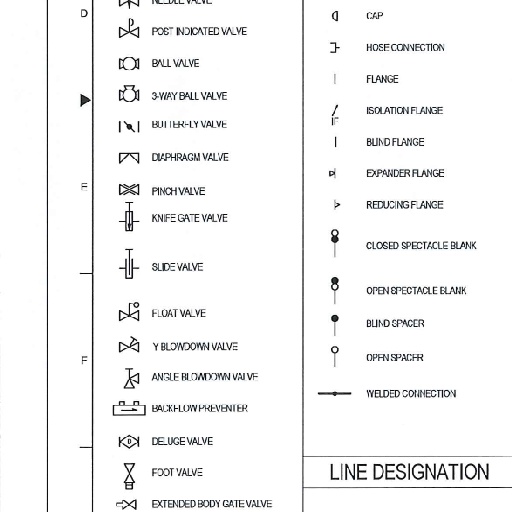 D
E
F
NEEDLE VALVE
POST INDICATED VALVE
BALL VALVE
3-WAY BALL VALVE
BUTTERFLY VALVE
DIAPHRAGM VALVE
PINCH VALVE
KNIFE GATE VALVE
SLIDE VALVE
FLOAT VALVE
Y BLOWDOWN VALVE
ANGLE BLOWDOWN VALVE
BACKFLOW PREVENTER
D
DELUGE VALVE
FOOT VALVE
EXTENDED BODY GATE VALVE
CAP
HOSE CONNECTION
FLANGE
IF
ISOLATION FLANGE
BLIND FLANGE
EXPANDER FLANGE
REDUCING FLANGE
CLOSED SPECTACLE BLANK
OPEN SPECTACLE BLANK
BLIND SPACER
OPEN SPACER
WELDED CONNECTION
LINE DESIGNATION